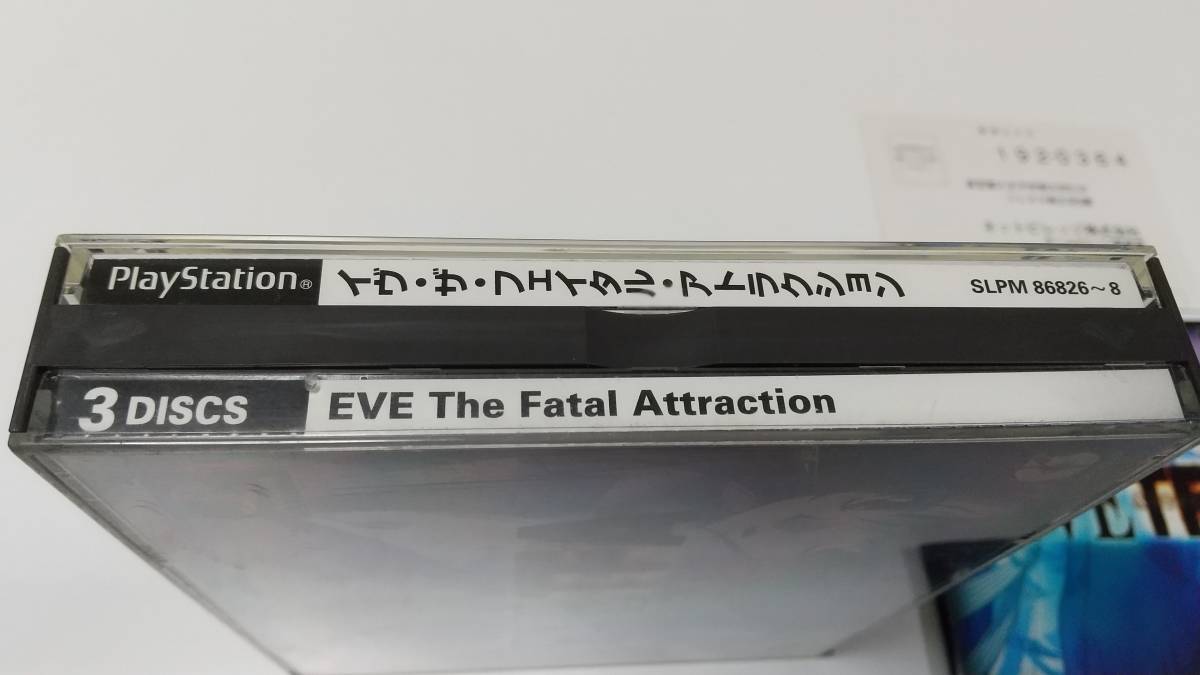 1920364
PlayStation® イヴ・ザ・フェイタル・アトラクション SLPM 86826~8
3 DISCS EVE The Fatal Attraction